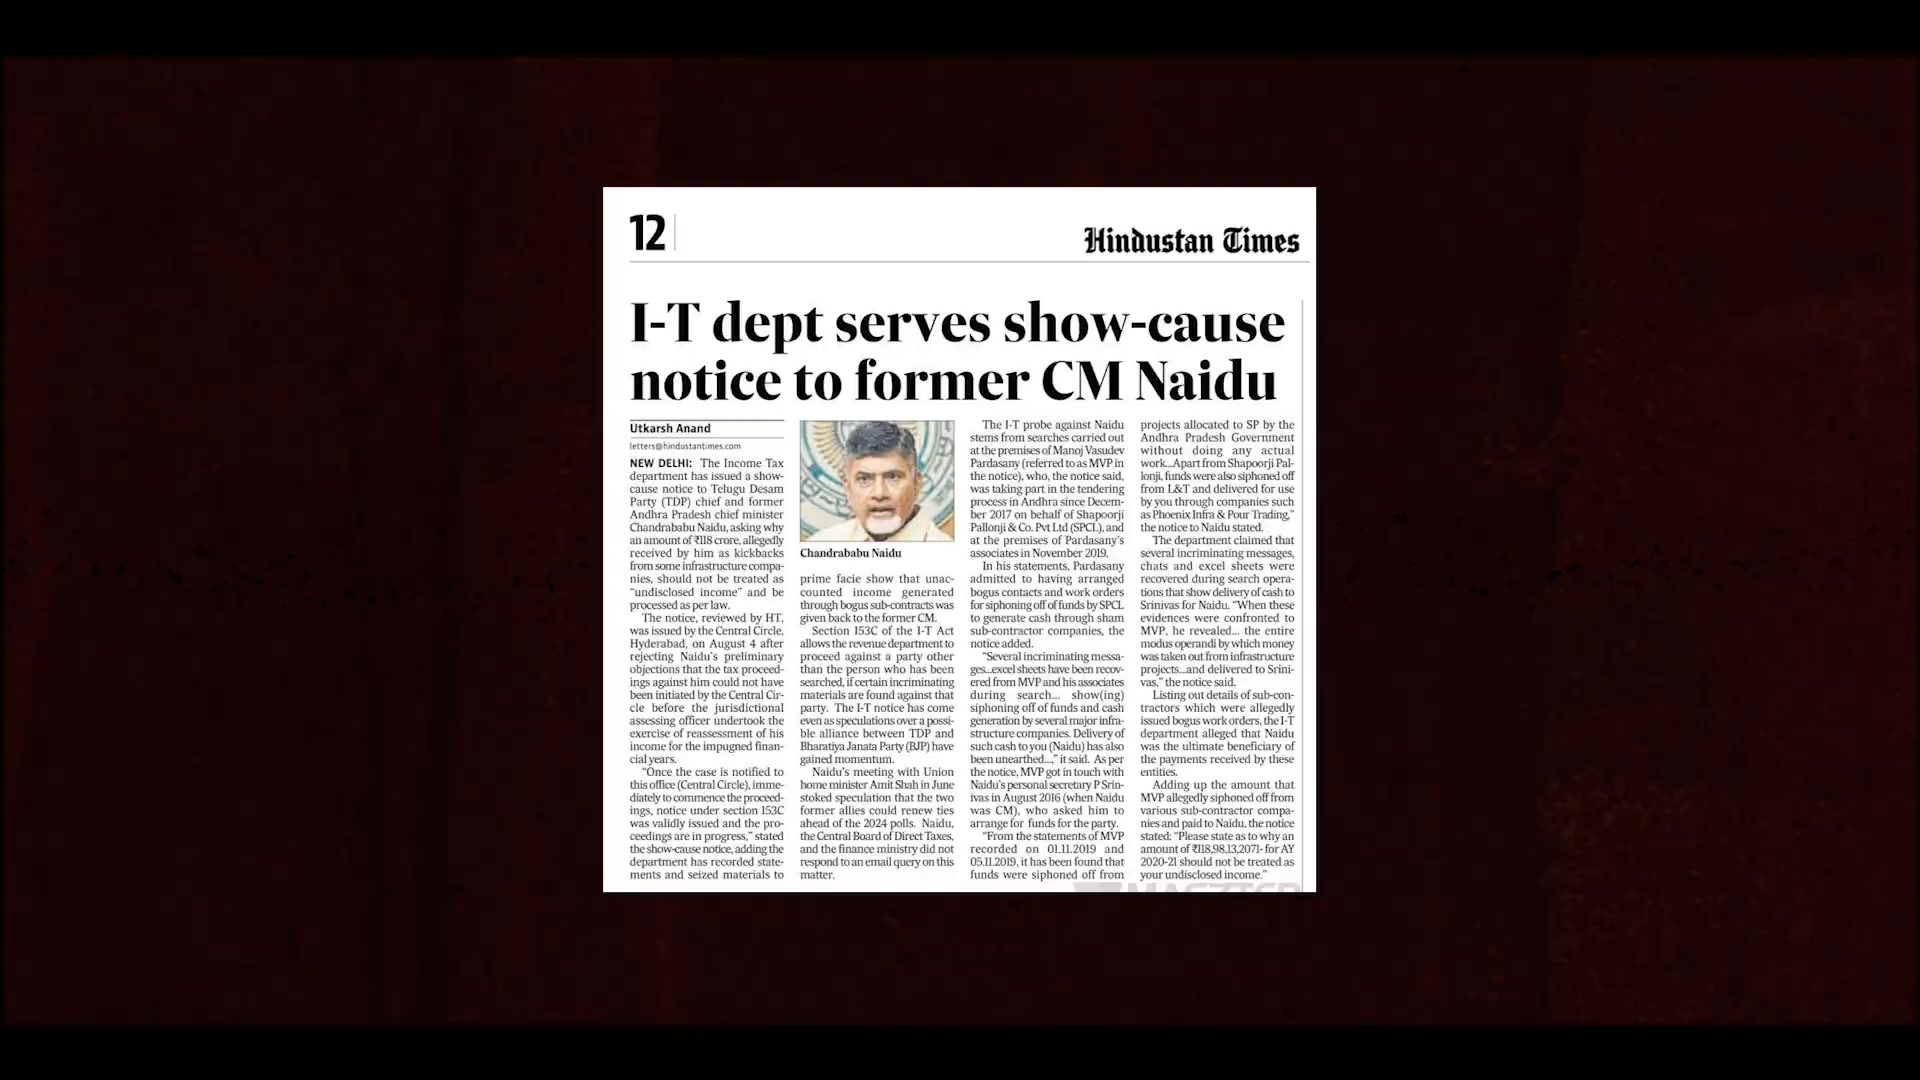 12
Hindustan Times
I-T dept serves show-cause
notice to former CM Naidu
Utkarsh Anand
letters@hindustantimes.com
NEW DELHI: The Income Tax
department has issued a show-
cause notice to Telugu Desam
Party (TDP) chief and former
Andhra Pradesh chief minister
Chandrababu Naidu, asking why
an amount of ₹118 crore, allegedly
received by him as kickbacks
from some infrastructure compa-
nies, should not be treated as
“undisclosed income” and be
processed as per law.
The notice, reviewed by HT,
was issued by the Central Circle,
Hyderabad, on August 4 after
rejecting Naidu’s preliminary
objections that the tax proceed-
ings against him could not have
been initiated by the Central Cir-
cle before the jurisdictional
assessing officer undertook the
exercise of reassessment of his
income for the impugned finan-
cial years.
“Once the case is notified to
this office (Central Circle), imme-
diately to commence the proceed-
ings, notice under section 153C
was validly issued and the pro-
ceedings are in progress,” stated
the show-cause notice, adding the
department has recorded state-
ments and seized materials to
Chandrababu Naidu
prime facie show that unac-
counted income generated
through bogus sub-contracts was
given back to the former CM.
Section 153C of the I-T Act
allows the revenue department to
proceed against a party other
than the person who has been
searched, if certain incriminating
materials are found against that
party. The I-T notice has come
even as speculations over a possi-
ble alliance between TDP and
Bharatiya Janata Party (BJP) have
gained momentum.
Naidu’s meeting with Union
home minister Amit Shah in June
stoked speculation that the two
former allies could renew ties
ahead of the 2024 polls. Naidu,
the Central Board of Direct Taxes,
and the finance ministry did not
respond to an email query on this
matter.
The I-T probe against Naidu
stems from searches carried out
at the premises of Manoj Vasudev
Pardasany (referred to as MVP in
the notice), who, the notice said,
was taking part in the tendering
process in Andhra since Decem-
ber 2017 on behalf of Shapoorji
Pallonji & Co. Pvt Ltd (SPCL), and
at the premises of Pardasany’s
associates in November 2019.
In his statements, Pardasany
admitted to having arranged
bogus contacts and work orders
for siphoning off of funds by SPCL
to generate cash through sham
sub-contractor companies, the
notice added.
“Several incriminating messa-
ges...excel sheets have been recov-
ered from MVP and his associates
during search... show(ing)
siphoning off of funds and cash
generation by several major infra-
structure companies. Delivery of
such cash to you (Naidu) has also
been unearthed...,” it said. As per
the notice, MVP got in touch with
Naidu’s personal secretary P Srin-
ivas in August 2016 (when Naidu
was CM), who asked him to
arrange for funds for the party.
“From the statements of MVP
recorded on 01.11.2019 and
05.11.2019, it has been found that
funds were siphoned off from
projects allocated to SP by the
Andhra Pradesh Government
without doing any actual
work...Apart from Shapoorji Pal-
lonji, funds were also siphoned off
from L&T and delivered for use
by you through companies such
as Phoenix Infra & Pour Trading,”
the notice to Naidu stated.
The department claimed that
several incriminating messages,
chats and excel sheets were
recovered during search opera-
tions that show delivery of cash to
Srinivas for Naidu. “When these
evidences were confronted to
MVP, he revealed... the entire
modus operandi by which money
was taken out from infrastructure
projects...and delivered to Srini-
vas,” the notice said.
Listing out details of sub-con-
tractors which were allegedly
issued bogus work orders, the I-T
department alleged that Naidu
was the ultimate beneficiary of
the payments received by these
entities.
Adding up the amount that
MVP allegedly siphoned off from
various sub-contractor compa-
nies and paid to Naidu, the notice
stated: “Please state as to why an
amount of ₹118,98,13,2071- for AY
2020-21 should not be treated as
your undisclosed income.”